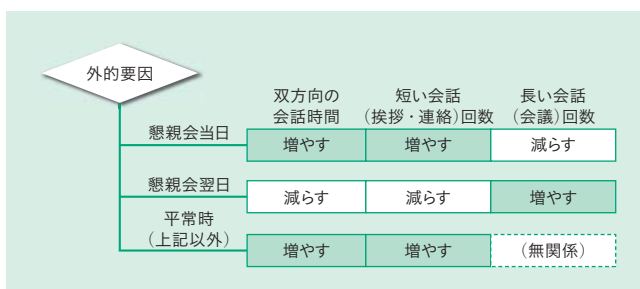 外的要因
双方向の 短い会話 長い会話
会話時間 (挨拶・連絡)回数 (会議)回数
懇親会当日 増やす 増やす 減らす
懇親会翌日 減らす 減らす 増やす
平常時
(上記以外) 増やす 増やす (無関係)